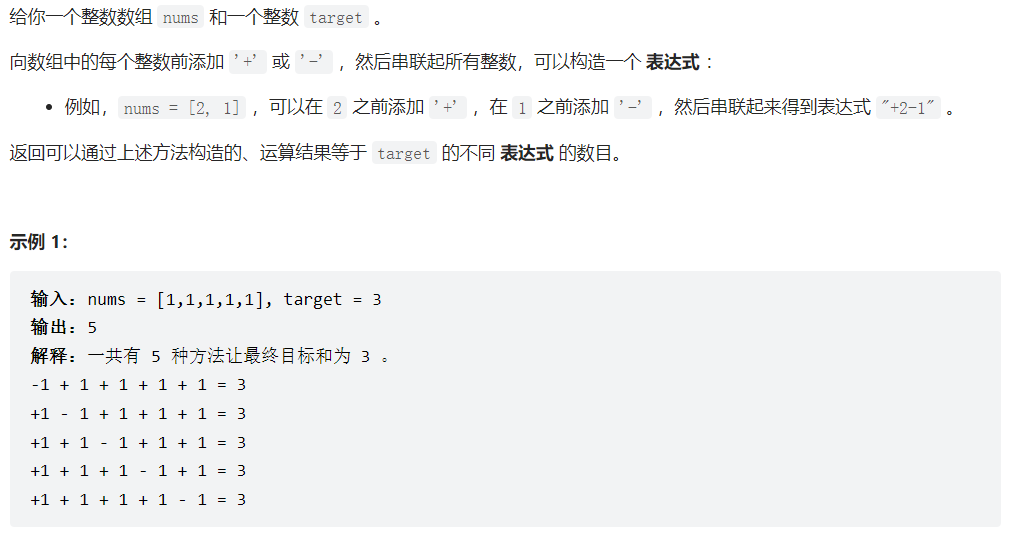 给你一个整数数组 nums 和一个整数 target 。
向数组中的每个整数前添加 '+' 或 '-' ，然后串联起所有整数，可以构造一个 表达式 ：
• 例如，nums = [2, 1] ，可以在 2 之前添加 '+' ，在 1 之前添加 '-' ，然后串联起来得到表达式 "+2-1" 。
返回可以通过上述方法构造的、运算结果等于 target 的不同 表达式 的数目。
示例 1：
输入：nums = [1,1,1,1,1], target = 3
输出：5
解释：一共有 5 种方法让最终目标和为 3 。
-1 + 1 + 1 + 1 + 1 = 3
+1 - 1 + 1 + 1 + 1 = 3
+1 + 1 - 1 + 1 + 1 = 3
+1 + 1 + 1 - 1 + 1 = 3
+1 + 1 + 1 + 1 - 1 = 3